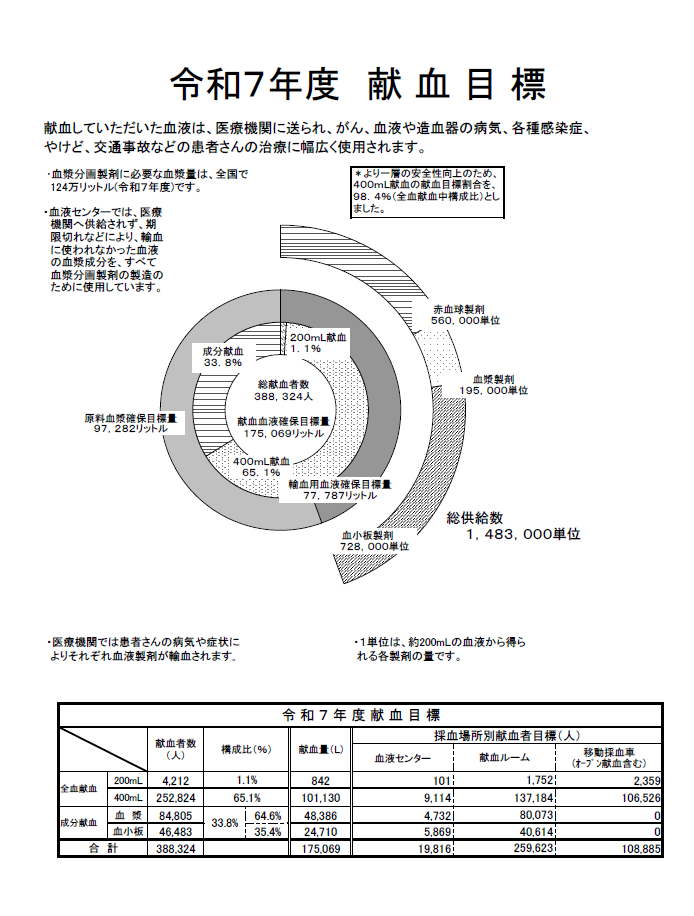 令和７年度　献血目標
献血していただいた血液は、医療機関に送られ、がん、血液や造血器の病気、各種感染症、
やけど、交通事故などの患者さんの治療に幅広く使用されます。
・血漿分画製剤に必要な血漿量は、全国で
124万リットル(令和７年度)です。
＊より一層の安全性向上のため、
400ｍL献血の献血目標割合を、
98．4％(全血献血中構成比)とし
ました。
・血液センターでは、医療
機関へ供給されず、期
限切れなどにより、輸血
に使われなかった血液
の血漿成分を、すべて
血漿分画製剤の製造の
ために使用しています。
赤血球製剤
560，000単位
200mL献血
1．1％
成分献血
33．8％
血漿製剤
195，000単位
総献血者数
388，324人
献血血液確保目標量
175，069リットル
原料血漿確保目標量
97，282リットル
400mL献血
65．1％
輸血用血液確保目標量
77，787リットル
総供給数
1，483，000単位
血小板製剤
728，000単位
・医療機関では患者さんの病気や症状に
よりそれぞれ血液製剤が輸血されます。
・１単位は、約200mLの血液から得ら
れる各製剤の量です。
令和７年度献血目標
献血者数（人） 構成比（％） 献血量（L） 採血場所別献血者目標（人）
血液センター 献血ルーム 移動採血車（オープン献血含む）
全血献血 200mL 4,212 1.1% 842 101 1,752 2,359
400mL 252,824 65.1% 101,130 9,114 137,184 106,526
成分献血 血漿 84,805 33.8% 64.6% 48,386 4,732 80,073 0
血小板 46,483 35.4% 24,710 5,869 40,614 0
合計 388,324 175,069 19,816 259,623 108,885